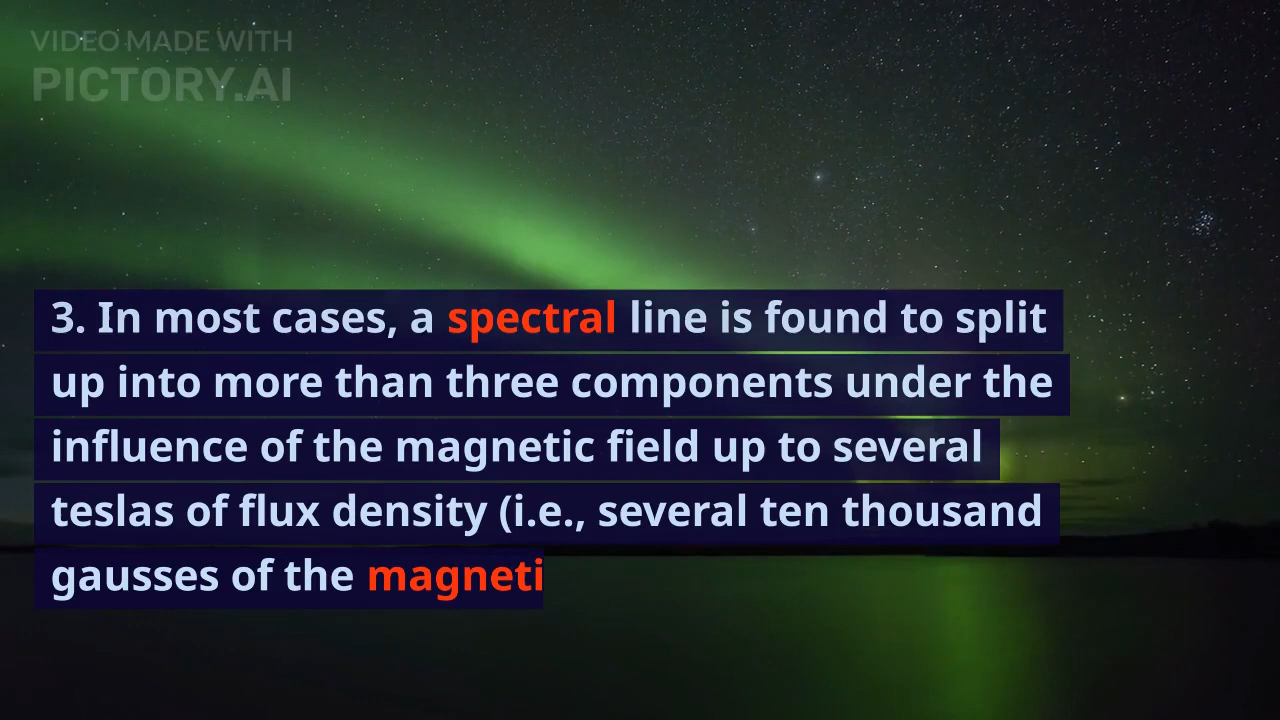 VIDEO MADE WITH
PICTORY.AI
3. In most cases, a spectral line is found to split
up into more than three components under the
influence of the magnetic field up to several
teslas of flux density (i.e., several ten thousand
gausses of the magneti